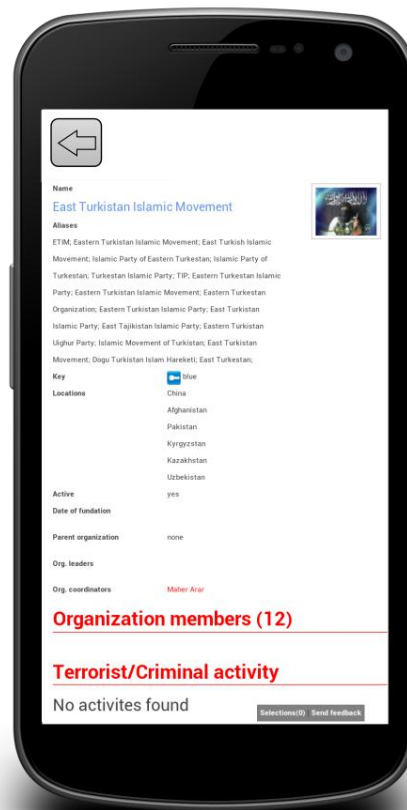 Name
East Turkistan Islamic Movement
Aliases
ETIM; Eastern Turkistan Islamic Movement; East Turkish Islamic
Movement; Islamic Party of Eastern Turkestan; Islamic Party of
Turkestan; Turkestan Islamic Party; TIP; Eastern Turkestan Islamic
Party; Eastern Turkistan Islamic Movement; Eastern Turkestan
Organization; Eastern Turkistan Islamic Party; East Turkistan
Islamic Party; East Tajikistan Islamic Party; Eastern Turkistan
Uighur Party; Islamic Movement of Turkistan; East Turkistan
Movement; Dogu Turkistan Islam Hareketi; East Turkestan;
Key blue
Locations China
Afghanistan
Pakistan
Kyrgyzstan
Kazakhstan
Uzbekistan
Active yes
Date of fundation
Parent organization none
Org. leaders
Org. coordinators Maher Arar
Organization members (12)
Terrorist/Criminal activity
No activites found
Selections(0) Send feedback